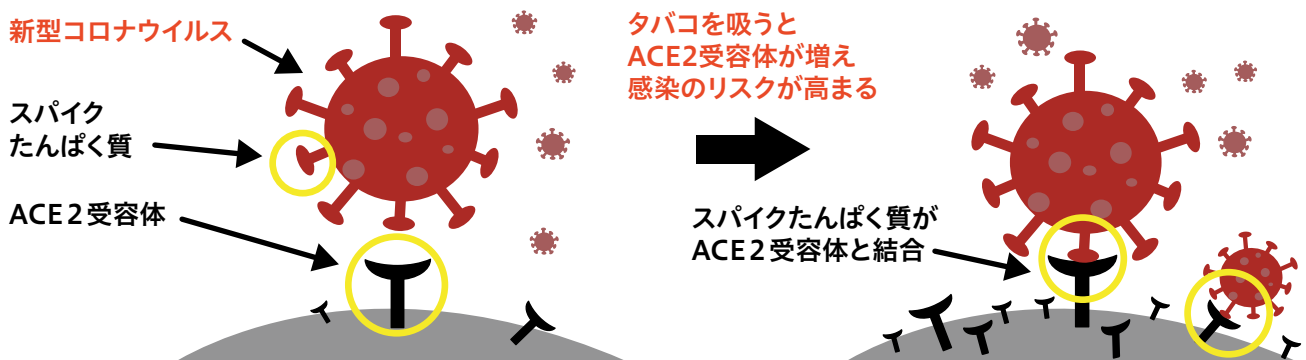 新型コロナウイルス
スパイク
たんぱく質
ACE2受容体
タバコを吸うと
ACE2受容体が増え
感染のリスクが高まる
スパイクたんぱく質が
ACE2受容体と結合